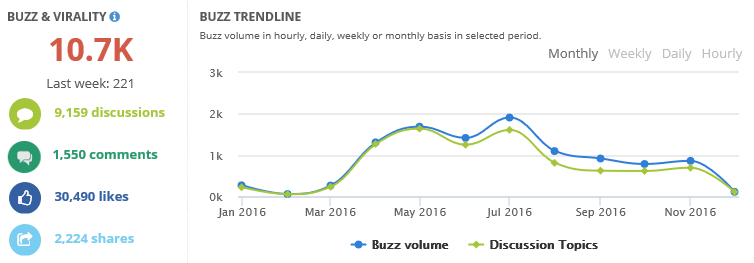 BUZZ & VIRALITY
10.7K
Last week: 221
9,159 discussions
1,550 comments
30,490 likes
2,224 shares
BUZZ TRENDLINE
Buzz volume in hourly, daily, weekly or monthly basis in selected period.
Monthly Weekly Daily Hourly
3k
2k
1k
0k
Jan 2016 Mar 2016 May 2016 Jul 2016 Sep 2016 Nov 2016
Buzz volume Discussion Topics